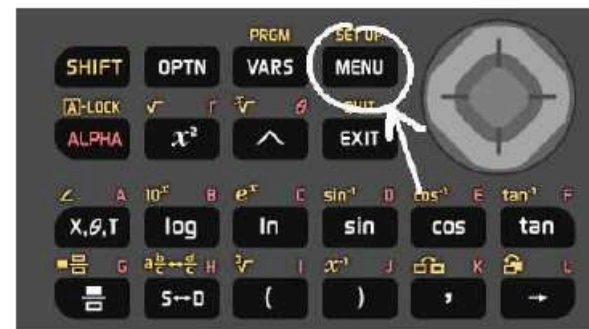 PRGM SET UP
SHIFT OPTN VARS MENU
A-LOCK √ r ∛ θ QUIT
ALPHA x² ^ EXIT
∠ A 10ˣ B eˣ C sin⁻¹ D cos⁻¹ E tan⁻¹ F
X,θ,T log ln sin cos tan
G a b/c↔d/c H ∛ I x⁻¹ J K L
S↔D ( ) , →